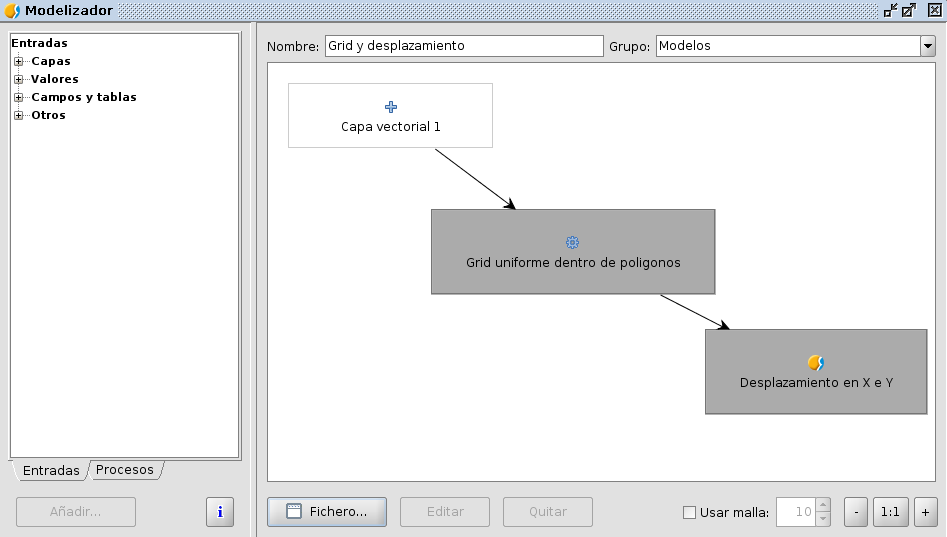 Modelizador
Entradas
Capas
Valores
Campos y tablas
Otros
Entradas
Procesos
Añadir...
i
Nombre: Grid y desplazamiento Grupo: Modelos
Capa vectorial 1
Grid uniforme dentro de poligonos
Desplazamiento en X e Y
Fichero... Editar Quitar Usar malla: 10 - 1:1 +